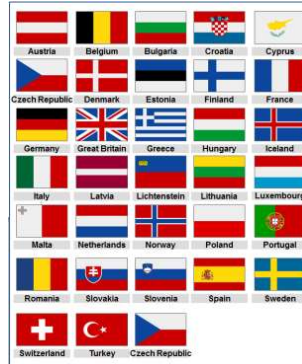 Austria Belgium Bulgaria Croatia Cyprus
Czech Republic Denmark Estonia Finland France
Germany Great Britain Greece Hungary Iceland
Italy Latvia Lichtenstein Lithuania Luxembourg
Malta Netherlands Norway Poland Portugal
Romania Slovakia Slovenia Spain Sweden
Switzerland Turkey Czech Republic